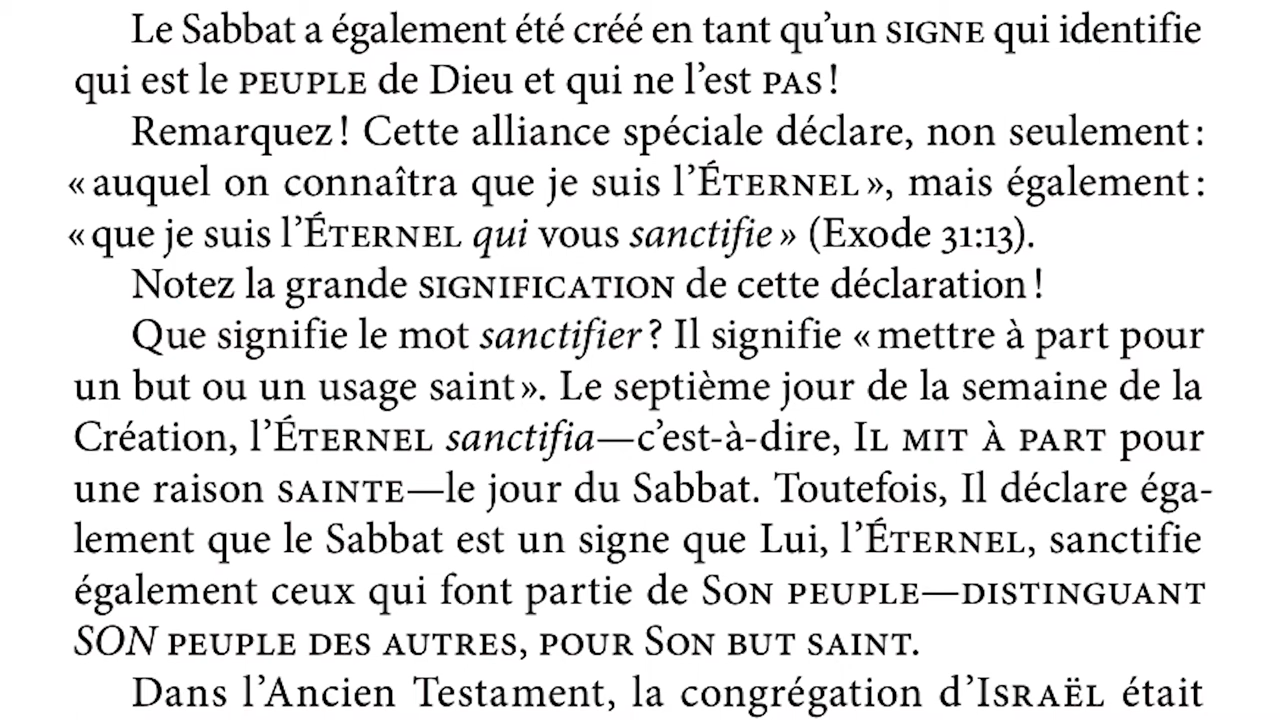 Le Sabbat a également été créé en tant qu’un SIGNE qui identifie
qui est le PEUPLE de Dieu et qui ne l’est PAS !
Remarquez ! Cette alliance spéciale déclare, non seulement :
« auquel on connaîtra que je suis l’ÉTERNEL », mais également :
« que je suis l’ÉTERNEL qui vous sanctifie » (Exode 31:13).
Notez la grande SIGNIFICATION de cette déclaration !
Que signifie le mot sanctifier ? Il signifie « mettre à part pour
un but ou un usage saint ». Le septième jour de la semaine de la
Création, l’ÉTERNEL sanctifia—c’est-à-dire, IL MIT À PART pour
une raison SAINTE—le jour du Sabbat. Toutefois, Il déclare éga-
lement que le Sabbat est un signe que Lui, l’ÉTERNEL, sanctifie
également ceux qui font partie de SON PEUPLE—DISTINGUANT
SON PEUPLE DES AUTRES, POUR SON BUT SAINT.
Dans l’Ancien Testament, la congrégation d’ISRAËL était